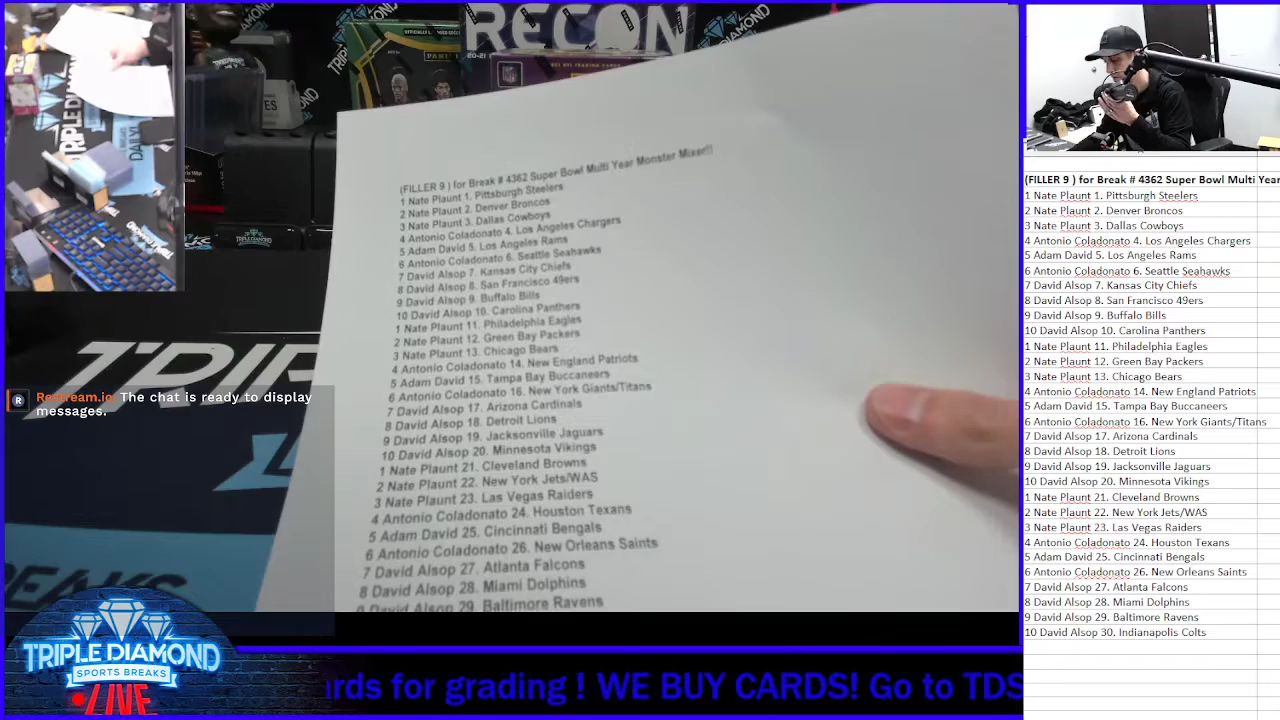 RECON
20-21
PANINI
NFL
TRIPLE DIAMOND
DAILY
(FILLER 9 ) for Break # 4362 Super Bowl Multi Year Monster Mixer!!
1 Nate Plaunt 1. Pittsburgh Steelers
2 Nate Plaunt 2. Denver Broncos
3 Nate Plaunt 3. Dallas Cowboys
4 Antonio Coladonato 4. Los Angeles Chargers
5 Adam David 5. Los Angeles Rams
6 Antonio Coladonato 6. Seattle Seahawks
7 David Alsop 7. Kansas City Chiefs
8 David Alsop 8. San Francisco 49ers
9 David Alsop 9. Buffalo Bills
10 David Alsop 10. Carolina Panthers
1 Nate Plaunt 11. Philadelphia Eagles
2 Nate Plaunt 12. Green Bay Packers
3 Nate Plaunt 13. Chicago Bears
4 Antonio Coladonato 14. New England Patriots
5 Adam David 15. Tampa Bay Buccaneers
6 Antonio Coladonato 16. New York Giants/Titans
7 David Alsop 17. Arizona Cardinals
8 David Alsop 18. Detroit Lions
9 David Alsop 19. Jacksonville Jaguars
10 David Alsop 20. Minnesota Vikings
1 Nate Plaunt 21. Cleveland Browns
2 Nate Plaunt 22. New York Jets/WAS
3 Nate Plaunt 23. Las Vegas Raiders
4 Antonio Coladonato 24. Houston Texans
5 Adam David 25. Cincinnati Bengals
6 Antonio Coladonato 26. New Orleans Saints
7 David Alsop 27. Atlanta Falcons
8 David Alsop 28. Miami Dolphins
9 David Alsop 29. Baltimore Ravens
Restream.io: The chat is ready to display
messages.
TRIPLE DIAMOND
SPORTS BREAKS
LIVE
rds for grading ! WE BUY CARDS! Go to TDS
(FILLER 9 ) for Break # 4362 Super Bowl Multi Year
1 Nate Plaunt 1. Pittsburgh Steelers
2 Nate Plaunt 2. Denver Broncos
3 Nate Plaunt 3. Dallas Cowboys
4 Antonio Coladonato 4. Los Angeles Chargers
5 Adam David 5. Los Angeles Rams
6 Antonio Coladonato 6. Seattle Seahawks
7 David Alsop 7. Kansas City Chiefs
8 David Alsop 8. San Francisco 49ers
9 David Alsop 9. Buffalo Bills
10 David Alsop 10. Carolina Panthers
1 Nate Plaunt 11. Philadelphia Eagles
2 Nate Plaunt 12. Green Bay Packers
3 Nate Plaunt 13. Chicago Bears
4 Antonio Coladonato 14. New England Patriots
5 Adam David 15. Tampa Bay Buccaneers
6 Antonio Coladonato 16. New York Giants/Titans
7 David Alsop 17. Arizona Cardinals
8 David Alsop 18. Detroit Lions
9 David Alsop 19. Jacksonville Jaguars
10 David Alsop 20. Minnesota Vikings
1 Nate Plaunt 21. Cleveland Browns
2 Nate Plaunt 22. New York Jets/WAS
3 Nate Plaunt 23. Las Vegas Raiders
4 Antonio Coladonato 24. Houston Texans
5 Adam David 25. Cincinnati Bengals
6 Antonio Coladonato 26. New Orleans Saints
7 David Alsop 27. Atlanta Falcons
8 David Alsop 28. Miami Dolphins
9 David Alsop 29. Baltimore Ravens
10 David Alsop 30. Indianapolis Colts